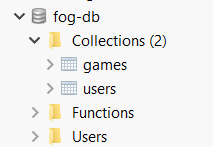 fog-db
Collections (2)
games
users
Functions
Users